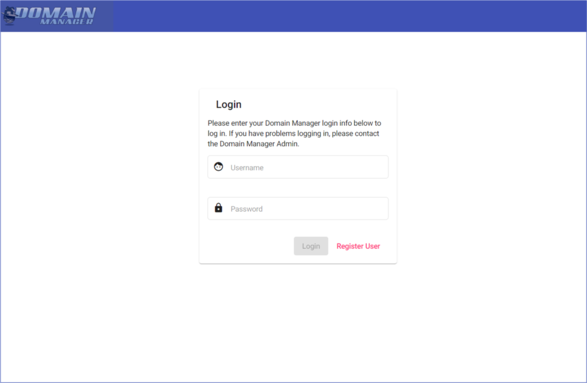 DOMAIN
MANAGER
Login
Please enter your Domain Manager login info below to
log in. If you have problems logging in, please contact
the Domain Manager Admin.
Username
Password
Login Register User